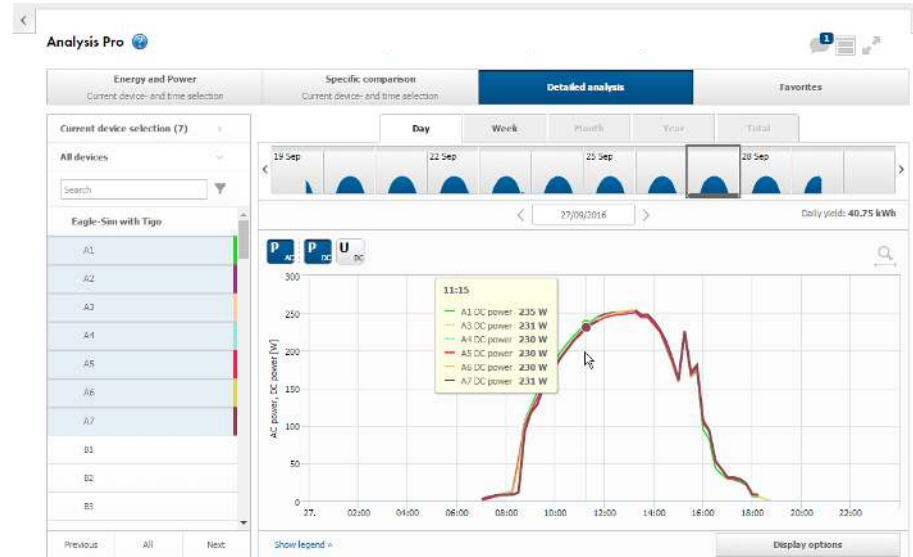 Analysis Pro ?
1
Energy and Power
Current device- and time selection
Specific comparison
Current device- and time selection
Detailed analysis
Favorites
Current device selection (7)
All devices
Search
Eagle-Sim with Tigo
A1
A2
A3
A4
A5
A6
A7
B1
B2
B3
Previous All Next
Day Week Month Year Total
19 Sep 22 Sep 25 Sep 28 Sep
27/09/2016
Daily yield: 40.75 kWh
P AC P DC U DC
AC power, DC power [W]
300
250
200
150
100
50
0
11:15
A1 DC power 235 W
A3 DC power 231 W
A4 DC power 230 W
A5 DC power 230 W
A6 DC power 230 W
A7 DC power 231 W
27. 02:00 04:00 06:00 08:00 10:00 12:00 14:00 16:00 18:00 20:00 22:00
Show legend »
Display options